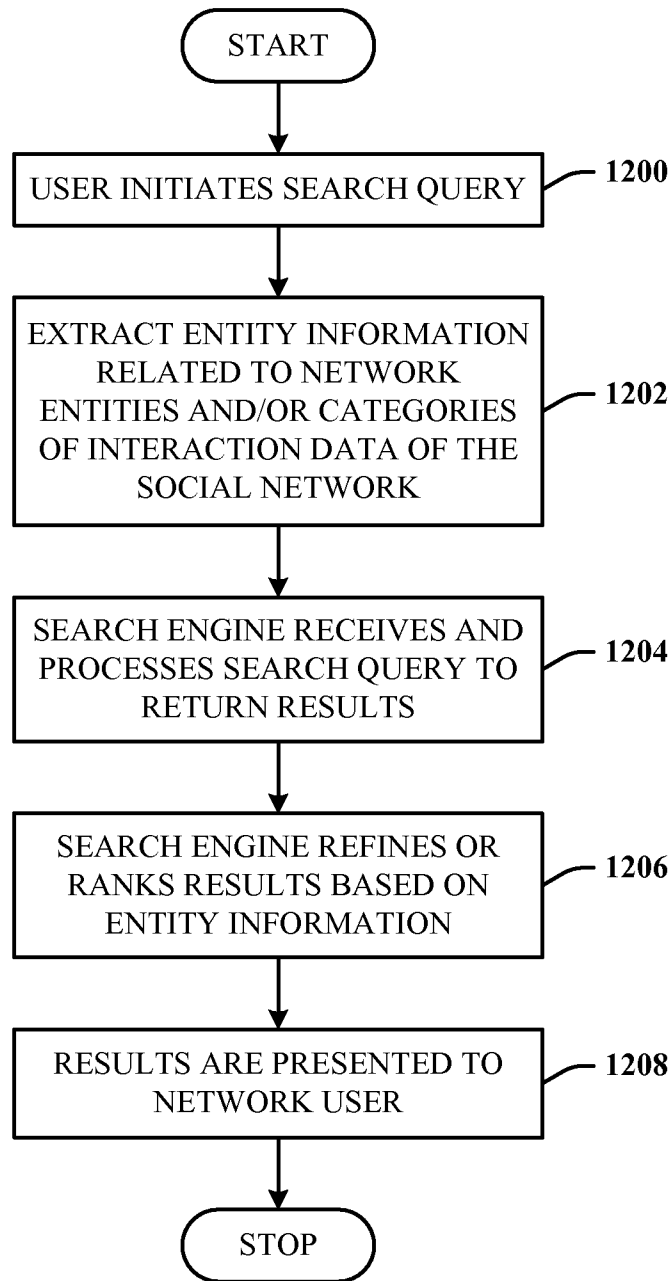 START
USER INITIATES SEARCH QUERY
1200
EXTRACT ENTITY INFORMATION
RELATED TO NETWORK
ENTITIES AND/OR CATEGORIES
OF INTERACTION DATA OF THE
SOCIAL NETWORK
1202
SEARCH ENGINE RECEIVES AND
PROCESSES SEARCH QUERY TO
RETURN RESULTS
1204
SEARCH ENGINE REFINES OR
RANKS RESULTS BASED ON
ENTITY INFORMATION
1206
RESULTS ARE PRESENTED TO
NETWORK USER
1208
STOP